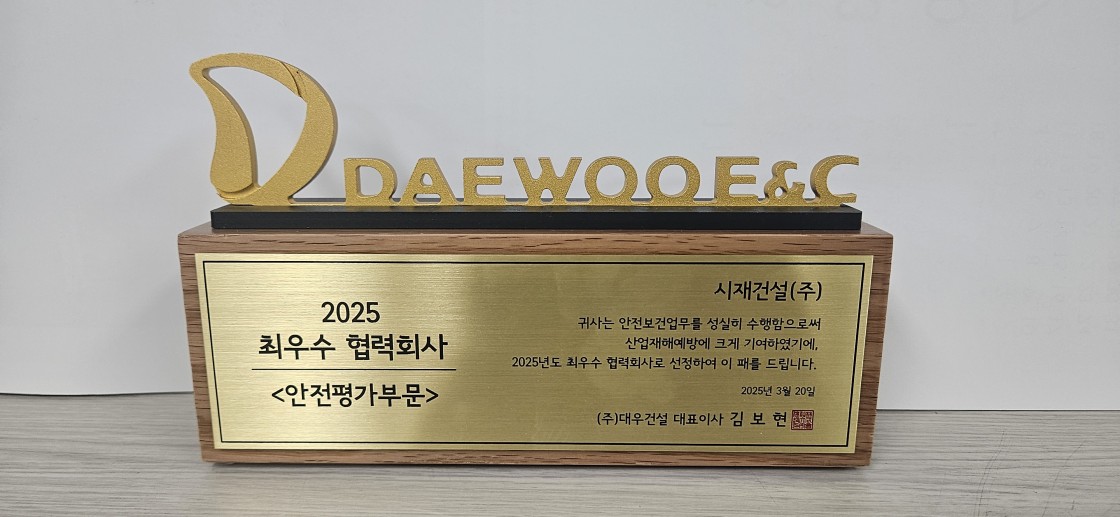 DAEWOO E&C
2025
최우수 협력회사
<안전평가부문>
시재건설(주)
귀사는 안전보건업무를 성실히 수행함으로써
산업재해예방에 크게 기여하였기에,
2025년도 최우수 협력회사로 선정하여 이 패를 드립니다.
2025년 3월 20일
(주)대우건설 대표이사 김 보 현